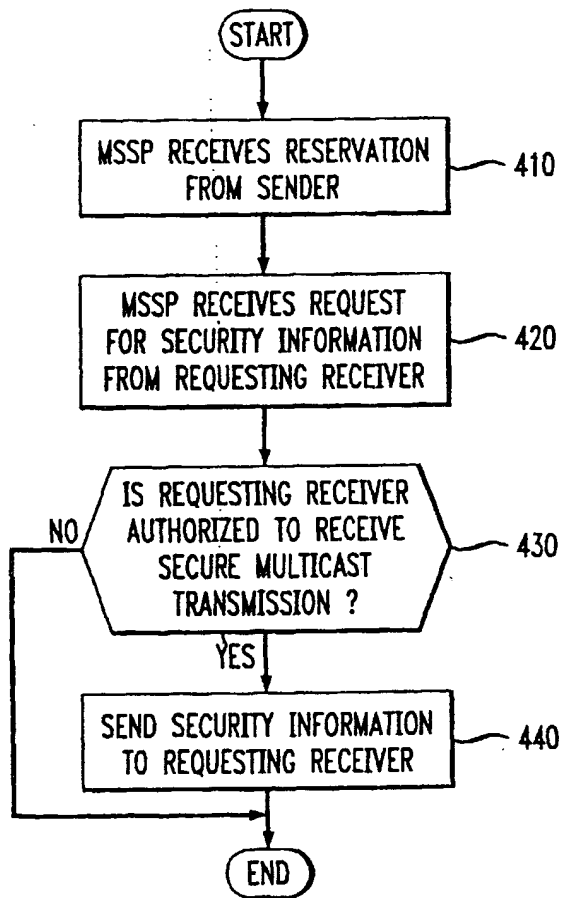 START
MSSP RECEIVES RESERVATION
FROM SENDER
410
MSSP RECEIVES REQUEST
FOR SECURITY INFORMATION
FROM REQUESTING RECEIVER
420
IS REQUESTING RECEIVER
AUTHORIZED TO RECEIVE
SECURE MULTICAST
TRANSMISSION ?
430
NO
YES
SEND SECURITY INFORMATION
TO REQUESTING RECEIVER
440
END